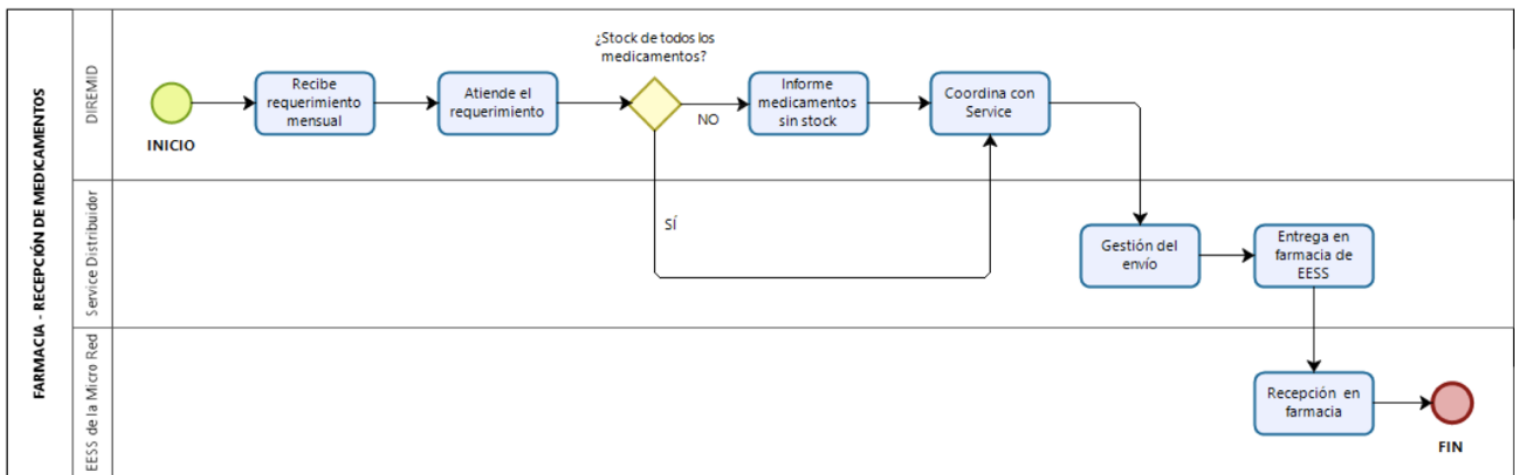 FARMACIA - RECEPCIÓN DE MEDICAMENTOS
DIREMID
INICIO
Recibe
requerimiento
mensual
Atiende el
requerimiento
¿Stock de todos los
medicamentos?
NO
SÍ
Informe
medicamentos
sin stock
Coordina con
Service
Service Distribuidor
Gestión del
envío
Entrega en
farmacia de
EESS
EESS de la Micro Red
Recepción en
farmacia
FIN